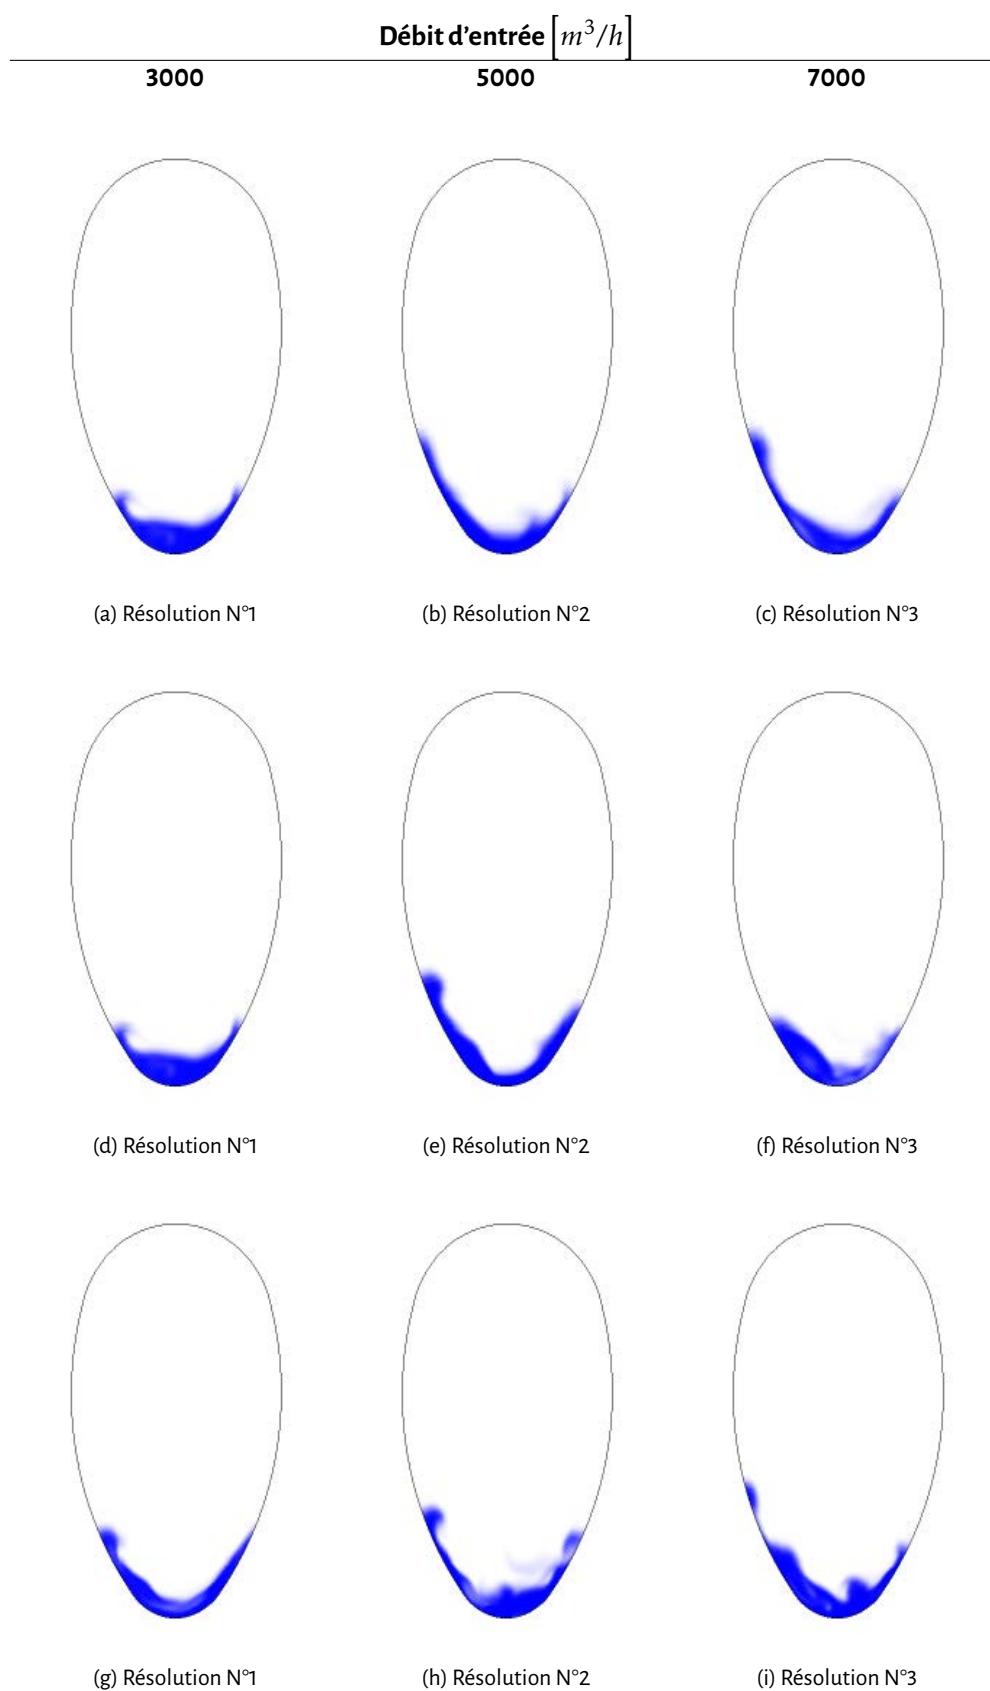 Débit d'entrée [m³/h]
3000 5000 7000
(a) Résolution N°1 (b) Résolution N°2 (c) Résolution N°3
(d) Résolution N°1 (e) Résolution N°2 (f) Résolution N°3
(g) Résolution N°1 (h) Résolution N°2 (i) Résolution N°3